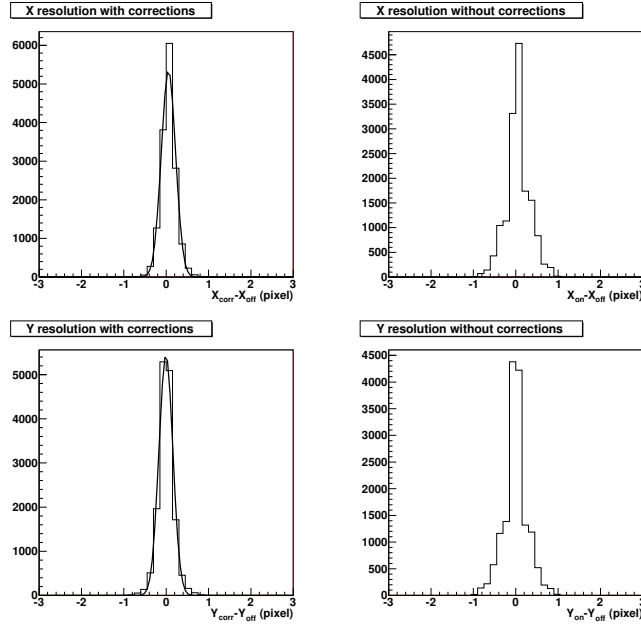 X resolution with corrections
6000
5000
4000
3000
2000
1000
0
-3 -2 -1 0 1 2 3
Xcorr-Xoff (pixel)
X resolution without corrections
4500
4000
3500
3000
2500
2000
1500
1000
500
0
-3 -2 -1 0 1 2 3
Xon-Xoff (pixel)
Y resolution with corrections
5000
4000
3000
2000
1000
0
-3 -2 -1 0 1 2 3
Ycorr-Yoff (pixel)
Y resolution without corrections
4500
4000
3500
3000
2500
2000
1500
1000
500
0
-3 -2 -1 0 1 2 3
Yon-Yoff (pixel)